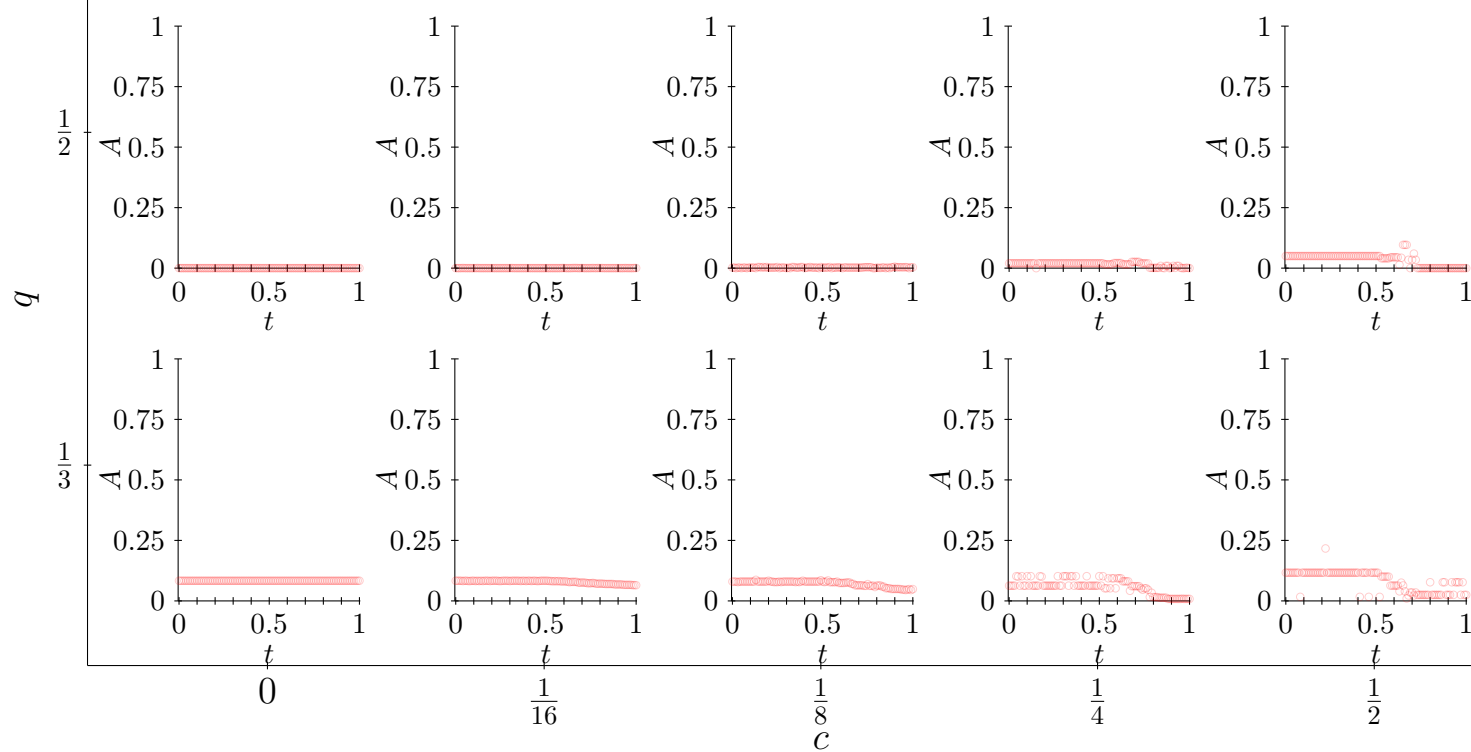 1 1 1 1 1
0.75 0.75 0.75 0.75 0.75
1/2 A 0.5 A 0.5 A 0.5 A 0.5 A 0.5
0.25 0.25 0.25 0.25 0.25
0 0 0 0 0
0 0.5 1 0 0.5 1 0 0.5 1 0 0.5 1 0 0.5 1
q t t t t t
1 1 1 1 1
0.75 0.75 0.75 0.75 0.75
1/3 A 0.5 A 0.5 A 0.5 A 0.5 A 0.5
0.25 0.25 0.25 0.25 0.25
0 0 0 0 0
0 0.5 1 0 0.5 1 0 0.5 1 0 0.5 1 0 0.5 1
t t t t t
0 1/16 1/8 1/4 1/2
c